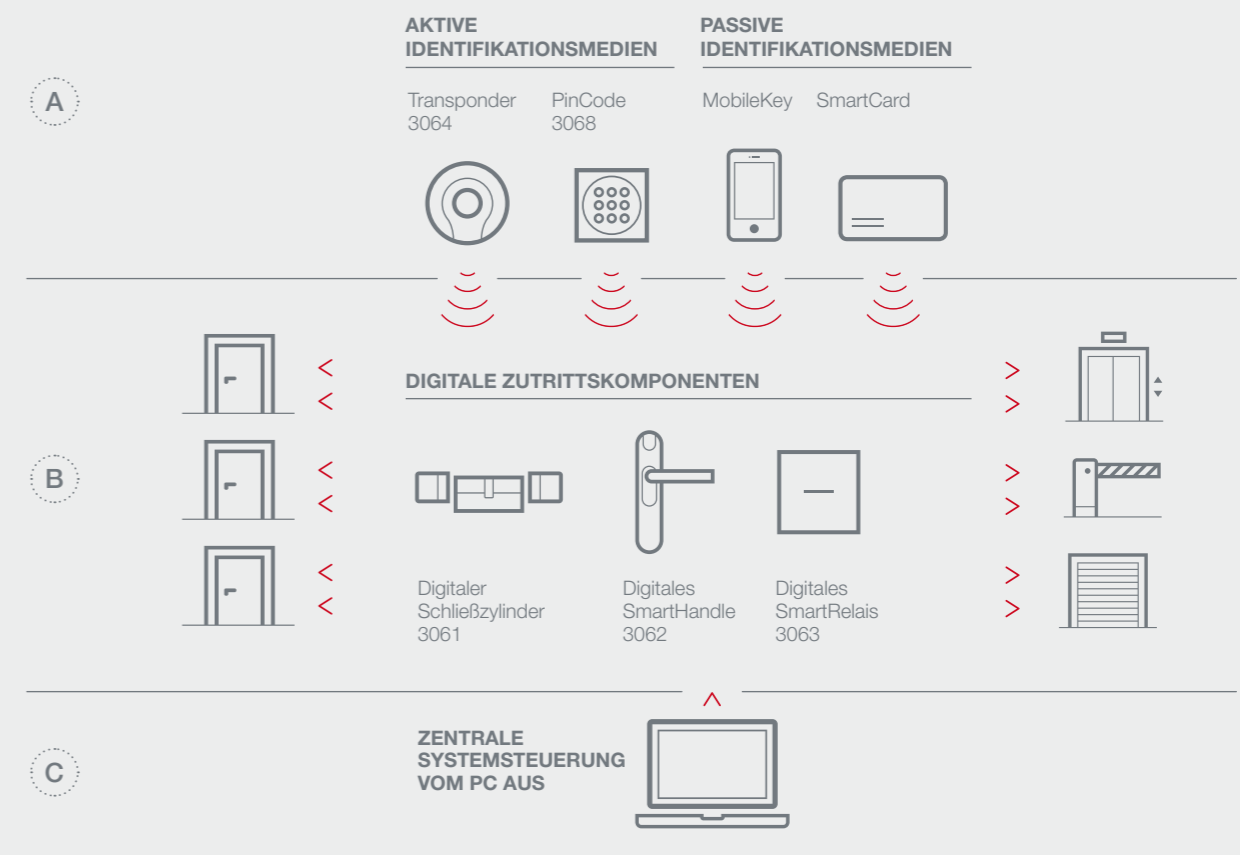 AKTIVE
IDENTIFIKATIONSMEDIEN
PASSIVE
IDENTIFIKATIONSMEDIEN
A
Transponder
3064
PinCode
3068
MobileKey
SmartCard
DIGITALE ZUTRITTSKOMPONENTEN
B
Digitaler
Schließzylinder
3061
Digitales
SmartHandle
3062
Digitales
SmartRelais
3063
C
ZENTRALE
SYSTEMSTEUERUNG
VOM PC AUS